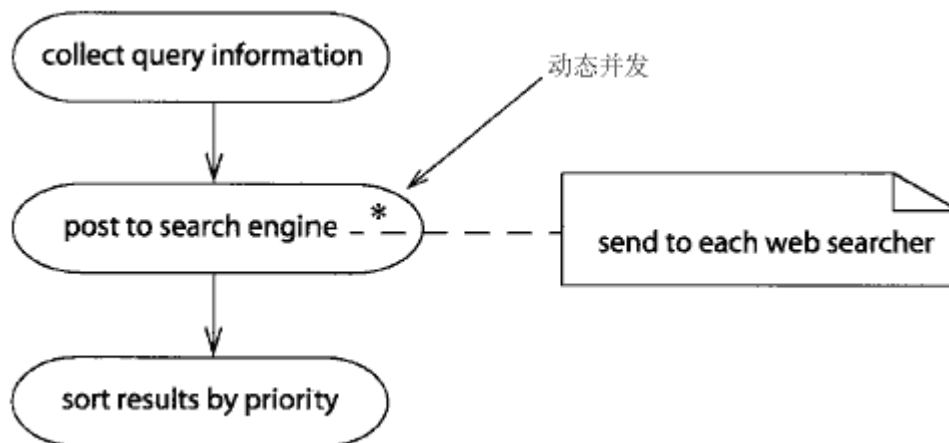 collect query information
动态并发
post to search engine *
send to each web searcher
sort results by priority